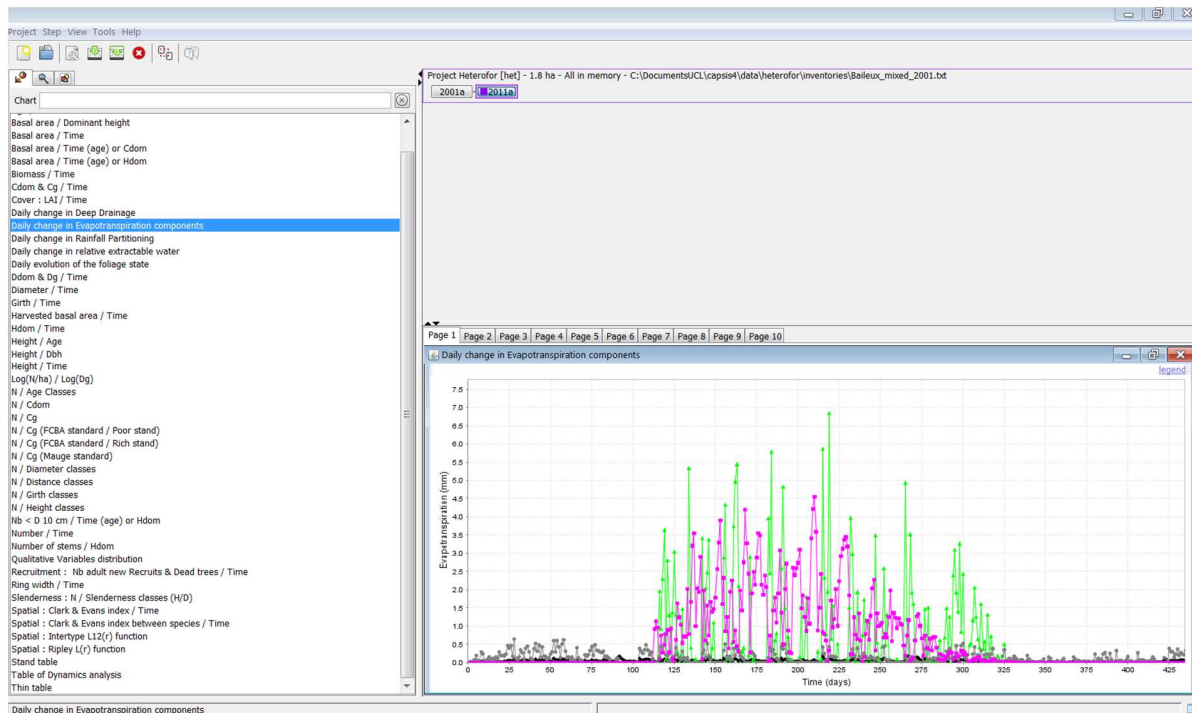 Project Step View Tools Help
Project Heterofor [het] - 1.8 ha - All in memory - C:\DocumentsUCL\capsis4\data\heterofor\inventories\Baileux_mixed_2001.txt
2001a
2011a
Chart
Basal area / Dominant height
Basal area / Time
Basal area / Time (age) or Cdom
Basal area / Time (age) or Hdom
Biomass / Time
Cdom & Cg / Time
Cover : LAI / Time
Daily change in Deep Drainage
Daily change in Evapotranspiration components
Daily change in Rainfall Partitioning
Daily change in relative extractable water
Daily evolution of the foliage state
Ddom & Dg / Time
Diameter / Time
Girth / Time
Harvested basal area / Time
Hdom / Time
Height / Age
Height / Dbh
Height / Time
Log(N/ha) / Log(Dg)
N / Age Classes
N / Cdom
N / Cg
N / Cg (FCBA standard / Poor stand)
N / Cg (FCBA standard / Rich stand)
N / Cg (Mauge standard)
N / Diameter classes
N / Distance classes
N / Girth classes
N / Height classes
Nb < D 10 cm / Time (age) or Hdom
Number / Time
Number of stems / Hdom
Qualitative Variables distribution
Recruitment : Nb adult new Recruits & Dead trees / Time
Ring width / Time
Slenderness : N / Slenderness classes (H/D)
Spatial : Clark & Evans index / Time
Spatial : Clark & Evans index between species / Time
Spatial : Intertype L12(r) function
Spatial : Ripley L(r) function
Stand table
Table of Dynamics analysis
Thin table
Daily change in Evapotranspiration components
Page 1 Page 2 Page 3 Page 4 Page 5 Page 6 Page 7 Page 8 Page 9 Page 10
Daily change in Evapotranspiration components
legend
Evapotranspiration (mm)
7.5
7.0
6.5
6.0
5.5
5.0
4.5
4.0
3.5
3.0
2.5
2.0
1.5
1.0
0.5
0.0
0 25 50 75 100 125 150 175 200 225 250 275 300 325 350 375 400 425
Time (days)